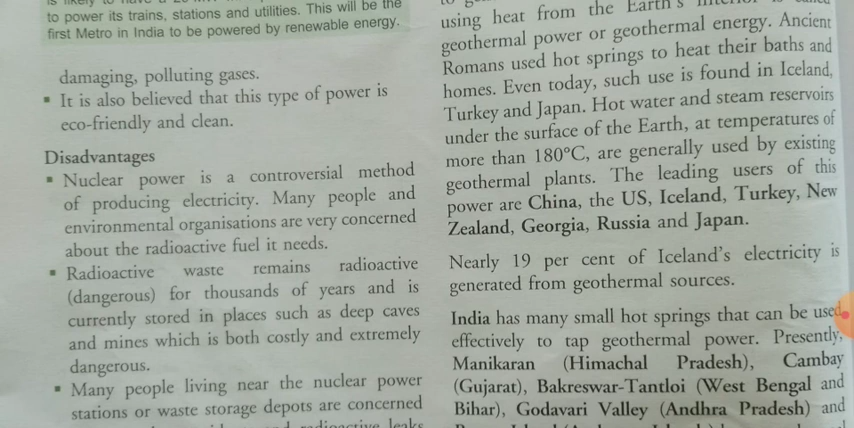 to power its trains, stations and utilities. This will be the
first Metro in India to be powered by renewable energy.
damaging, polluting gases.
▪ It is also believed that this type of power is
eco-friendly and clean.
Disadvantages
▪ Nuclear power is a controversial method
of producing electricity. Many people and
environmental organisations are very concerned
about the radioactive fuel it needs.
▪ Radioactive waste remains radioactive
(dangerous) for thousands of years and is
currently stored in places such as deep caves
and mines which is both costly and extremely
dangerous.
▪ Many people living near the nuclear power
stations or waste storage depots are concerned
radioactive leaks
using heat from the Earth's
geothermal power or geothermal energy. Ancient
Romans used hot springs to heat their baths and
homes. Even today, such use is found in Iceland,
Turkey and Japan. Hot water and steam reservoirs
under the surface of the Earth, at temperatures of
more than 180°C, are generally used by existing
geothermal plants. The leading users of this
power are China, the US, Iceland, Turkey, New
Zealand, Georgia, Russia and Japan.
Nearly 19 per cent of Iceland's electricity is
generated from geothermal sources.
India has many small hot springs that can be used
effectively to tap geothermal power. Presently,
Manikaran (Himachal Pradesh), Cambay
(Gujarat), Bakreswar-Tantloi (West Bengal and
Bihar), Godavari Valley (Andhra Pradesh) and